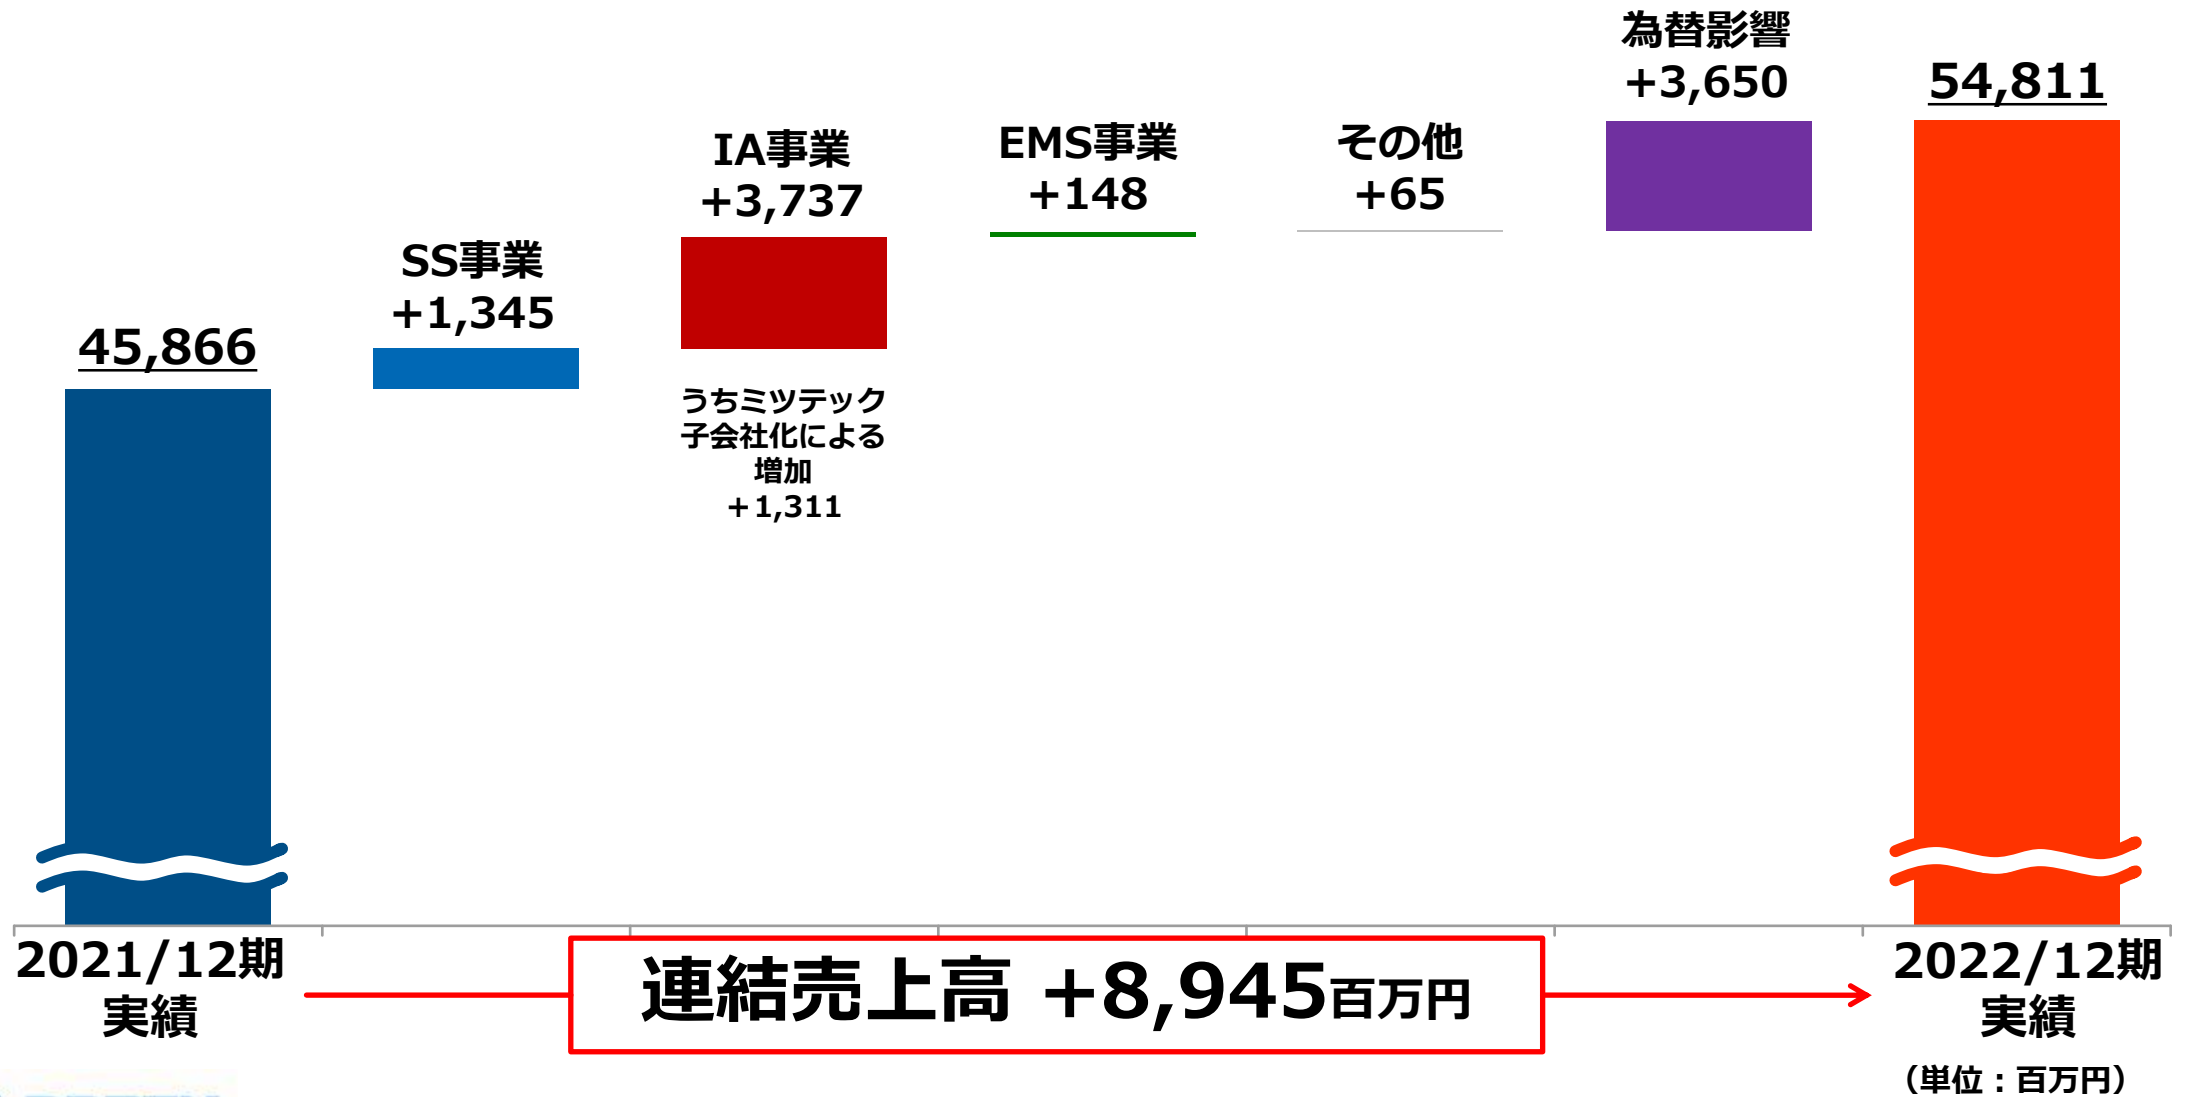 45,866
SS事業
+1,345
IA事業
+3,737
うちミツテック
子会社化による
増加
+1,311
EMS事業
+148
その他
+65
為替影響
+3,650
54,811
2021/12期
実績
連結売上高 +8,945百万円
2022/12期
実績
(単位:百万円)